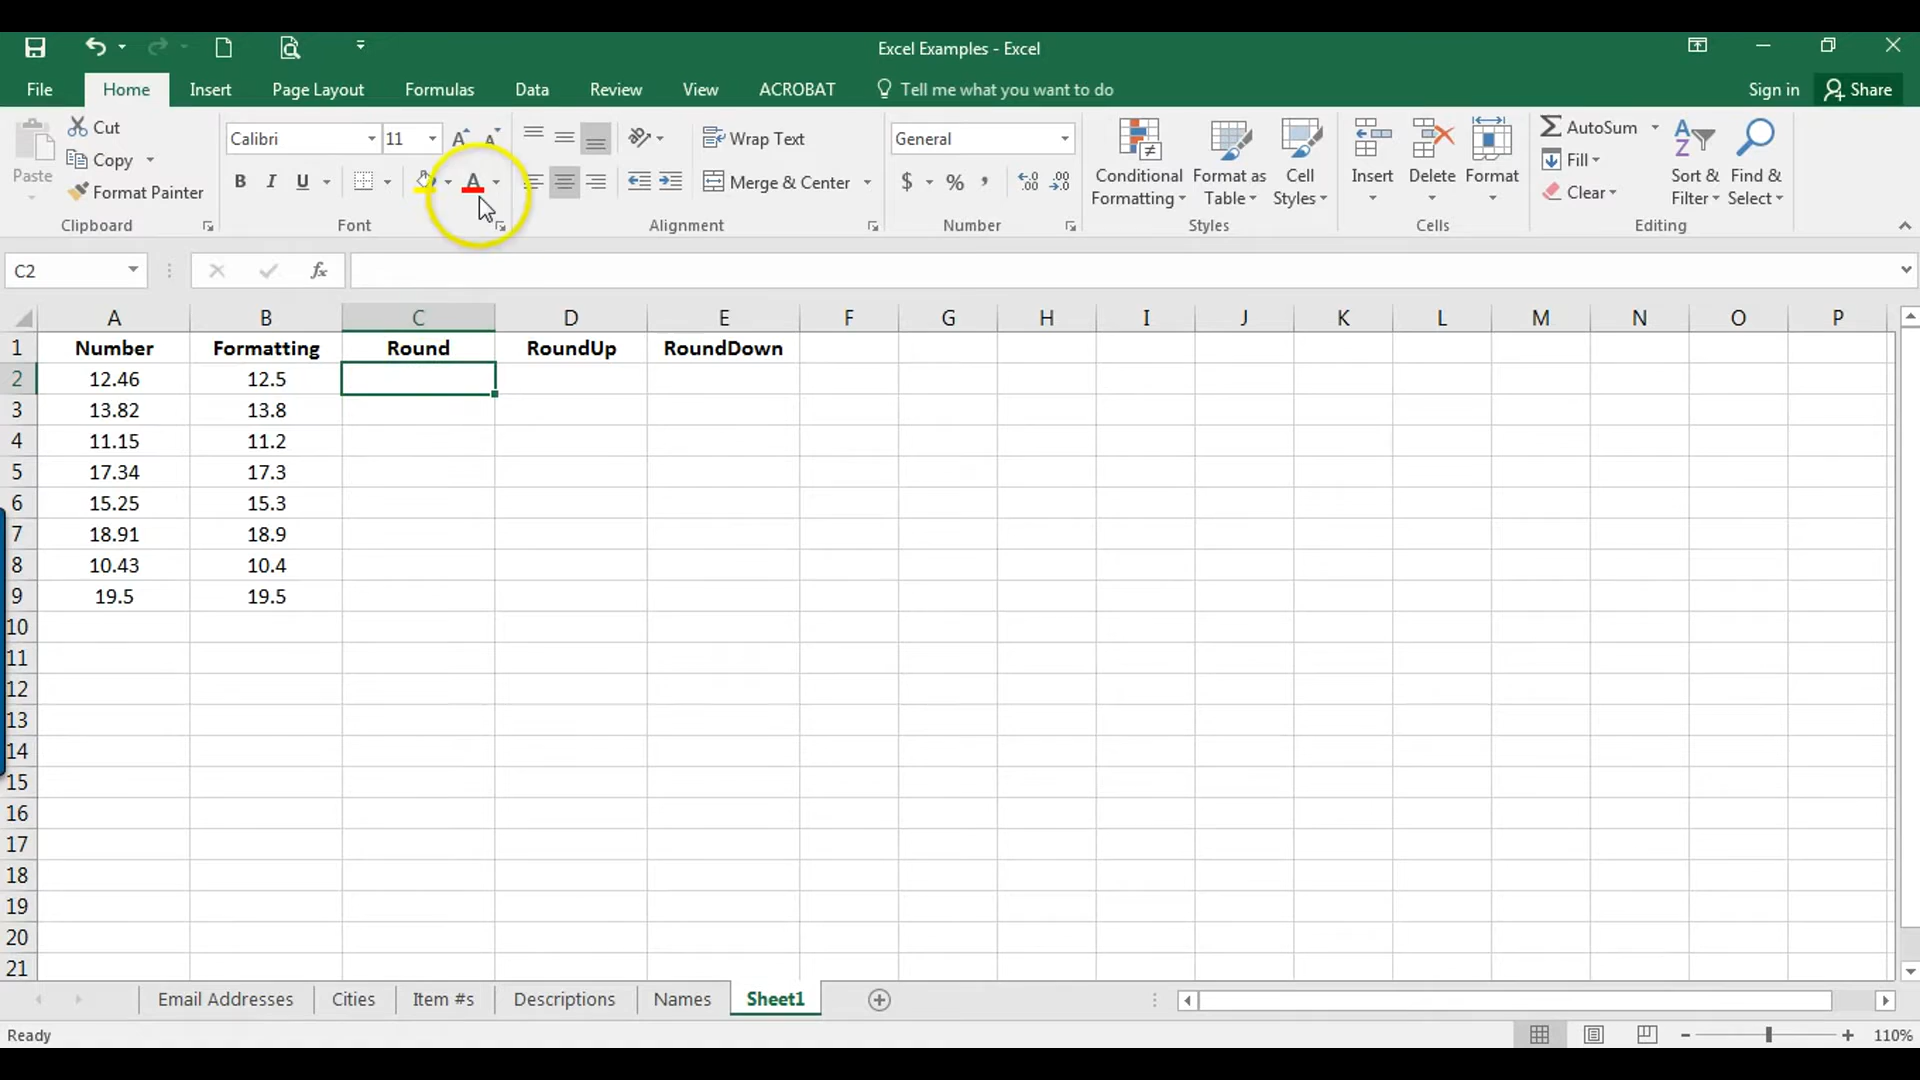 Excel Examples - Excel
File Home Insert Page Layout Formulas Data Review View ACROBAT Tell me what you want to do Sign in Share
Paste
Cut
Copy
Format Painter
Clipboard
Calibri 11
B I U A
Font
Wrap Text
Merge & Center
Alignment
General
$ % ,
Number
Conditional Formatting
Format as Table
Cell Styles
Styles
Insert
Delete
Format
Cells
AutoSum
Fill
Clear
Sort & Filter
Find & Select
Editing
C2 fx
A B C D E F G H I J K L M N O P
1 Number Formatting Round RoundUp RoundDown
2 12.46 12.5
3 13.82 13.8
4 11.15 11.2
5 17.34 17.3
6 15.25 15.3
7 18.91 18.9
8 10.43 10.4
9 19.5 19.5
10
11
12
13
14
15
16
17
18
19
20
21
Email Addresses Cities Item #s Descriptions Names Sheet1
Ready 110%